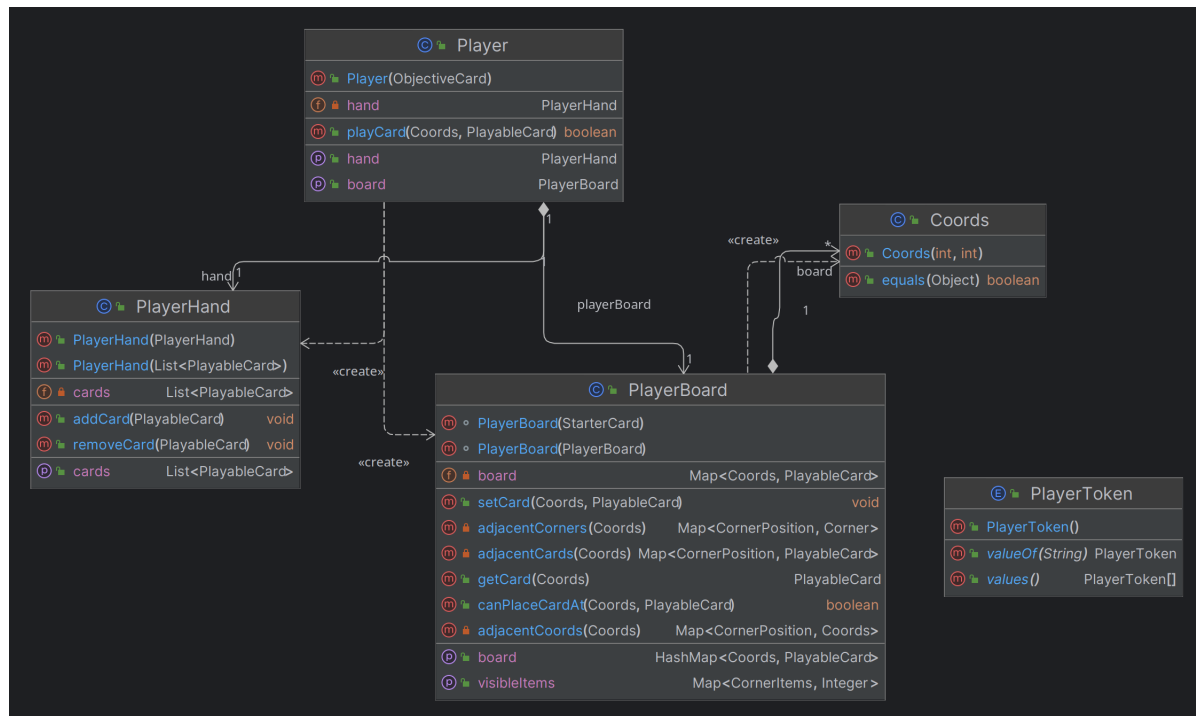 Player
Player(ObjectiveCard)
hand PlayerHand
playCard(Coords, PlayableCard) boolean
hand PlayerHand
board PlayerBoard
1
Coords
Coords(int, int)
equals(Object) boolean
«create»
*
board
1
hand 1
playerBoard
1
«create»
«create»
PlayerHand
PlayerHand(PlayerHand)
PlayerHand(List<PlayableCard>)
cards List<PlayableCard>
addCard(PlayableCard) void
removeCard(PlayableCard) void
cards List<PlayableCard>
PlayerBoard
PlayerBoard(StarterCard)
PlayerBoard(PlayerBoard)
board Map<Coords, PlayableCard>
setCard(Coords, PlayableCard) void
adjacentCorners(Coords) Map<CornerPosition, Corner>
adjacentCards(Coords) Map<CornerPosition, PlayableCard>
getCard(Coords) PlayableCard
canPlaceCardAt(Coords, PlayableCard) boolean
adjacentCoords(Coords) Map<CornerPosition, Coords>
board HashMap<Coords, PlayableCard>
visibleItems Map<CornerItems, Integer>
PlayerToken
PlayerToken()
valueOf(String) PlayerToken
values() PlayerToken[]